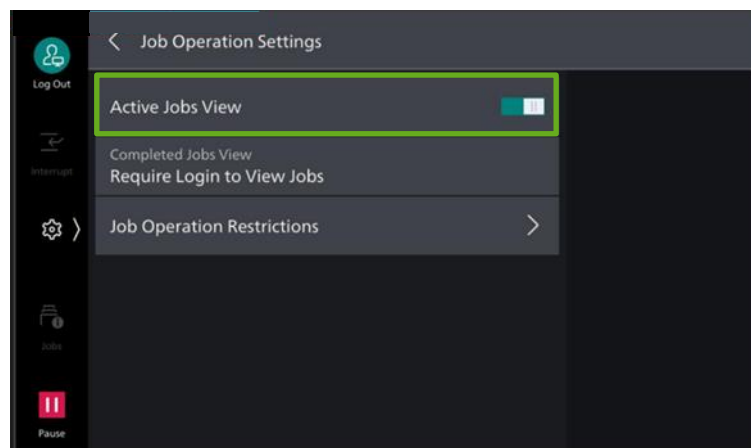 Job Operation Settings
Log Out
Active Jobs View
Interrupt
Completed Jobs View
Require Login to View Jobs
Job Operation Restrictions
Jobs
Pause